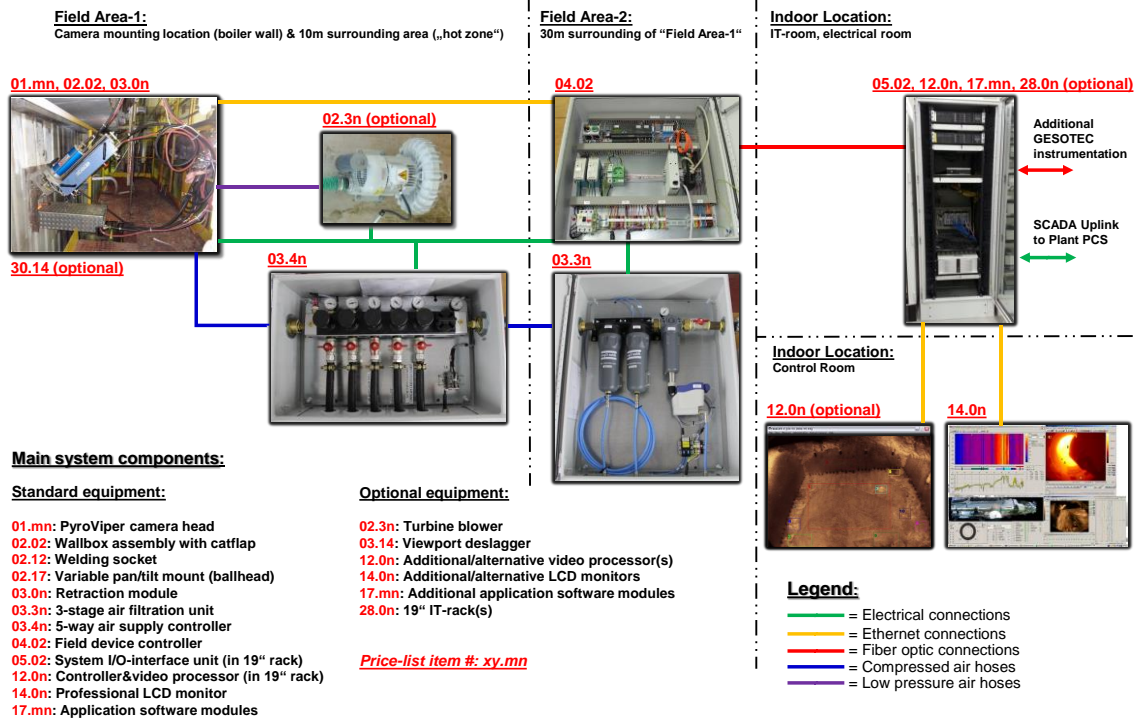 Field Area-1:
Camera mounting location (boiler wall) & 10m surrounding area („hot zone“)
Field Area-2:
30m surrounding of “Field Area-1“
Indoor Location:
IT-room, electrical room
01.mn, 02.02, 03.0n
02.3n (optional)
04.02
05.02, 12.0n, 17.mn, 28.0n (optional)
Additional
GESOTEC
instrumentation
SCADA Uplink
to Plant PCS
30.14 (optional)
03.4n
03.3n
Indoor Location:
Control Room
12.0n (optional)
14.0n
Main system components:
Standard equipment:
01.mn: PyroViper camera head
02.02: Wallbox assembly with catflap
02.12: Welding socket
02.17: Variable pan/tilt mount (ballhead)
03.0n: Retraction module
03.3n: 3-stage air filtration unit
03.4n: 5-way air supply controller
04.02: Field device controller
05.02: System I/O-interface unit (in 19“ rack)
12.0n: Controller&video processor (in 19“ rack)
14.0n: Professional LCD monitor
17.mn: Application software modules
Optional equipment:
02.3n: Turbine blower
03.14: Viewport deslagger
12.0n: Additional/alternative video processor(s)
14.0n: Additional/alternative LCD monitors
17.mn: Additional application software modules
28.0n: 19“ IT-rack(s)
Price-list item #: xy.mn
Legend:
= Electrical connections
= Ethernet connections
= Fiber optic connections
= Compressed air hoses
= Low pressure air hoses